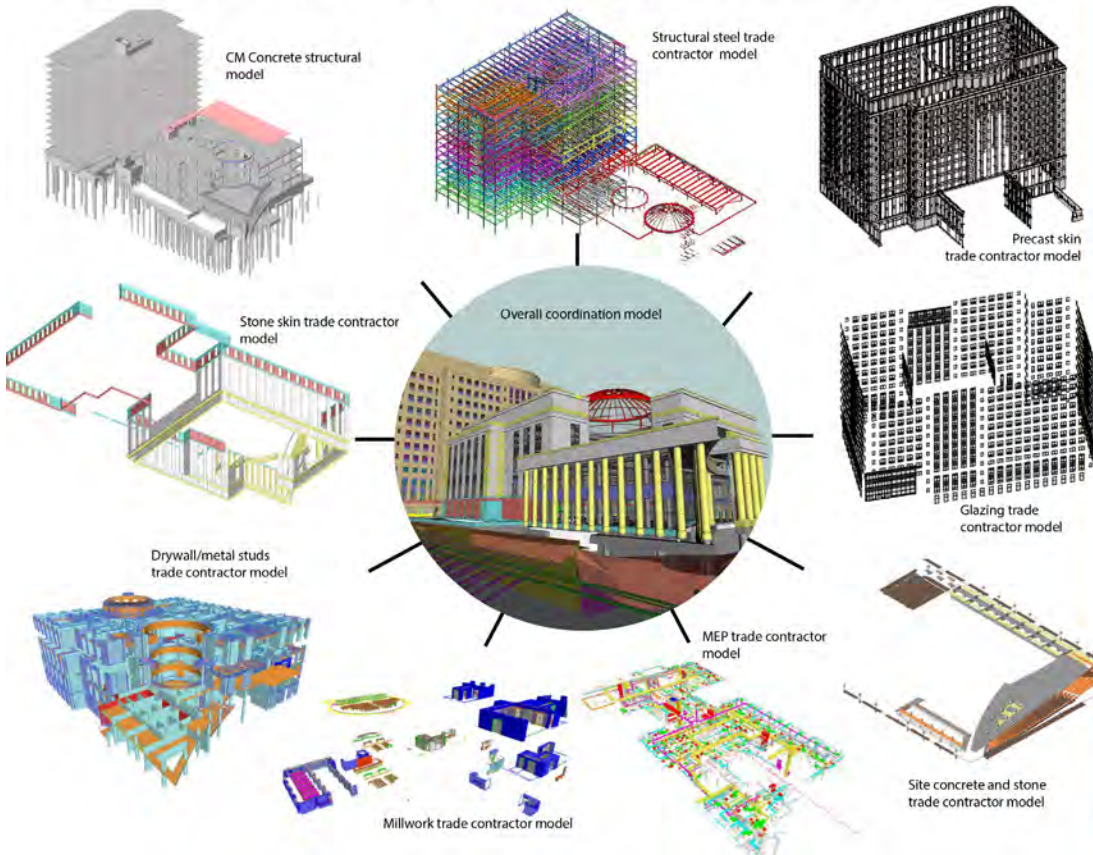 CM Concrete structural
model
Structural steel trade
contractor model
Precast skin
trade contractor model
Stone skin trade contractor
model
Overall coordination model
Glazing trade
contractor model
Drywall/metal studs
trade contractor model
MEP trade contractor
model
Millwork trade contractor model
Site concrete and stone
trade contractor model